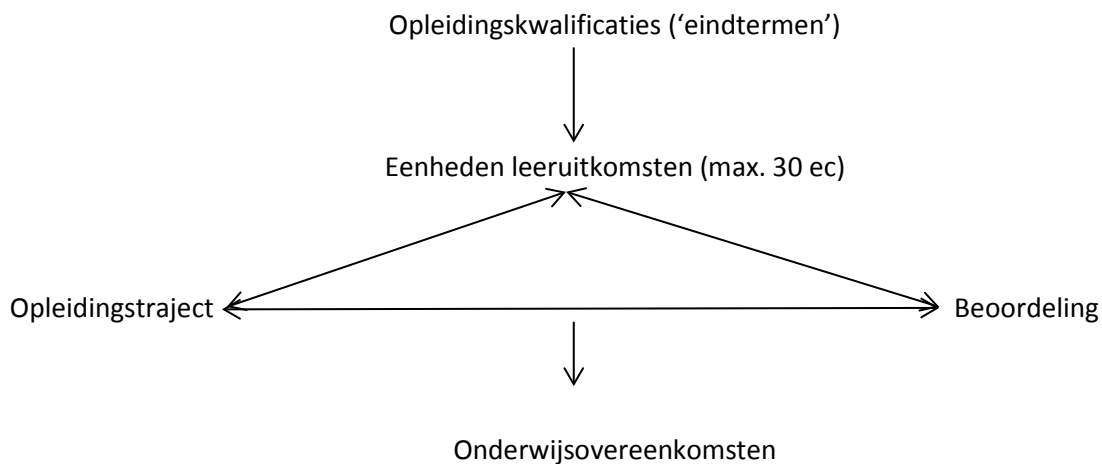 Opleidingskwalificaties (‘eindtermen’)
Eenheden leeruitkomsten (max. 30 ec)
Opleidingstraject
Beoordeling
Onderwijsovereenkomsten